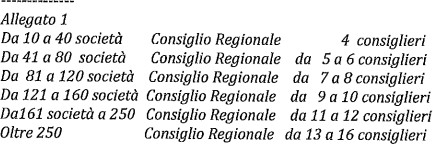 --------------
Allegato 1
Da 10 a 40 società Consiglio Regionale 4 consiglieri
Da 41 a 80 società Consiglio Regionale da 5 a 6 consiglieri
Da 81 a 120 società Consiglio Regionale da 7 a 8 consiglieri
Da 121 a 160 società Consiglio Regionale da 9 a 10 consiglieri
Da161 società a 250 Consiglio Regionale da 11 a 12 consiglieri
Oltre 250 Consiglio Regionale da 13 a 16 consiglieri